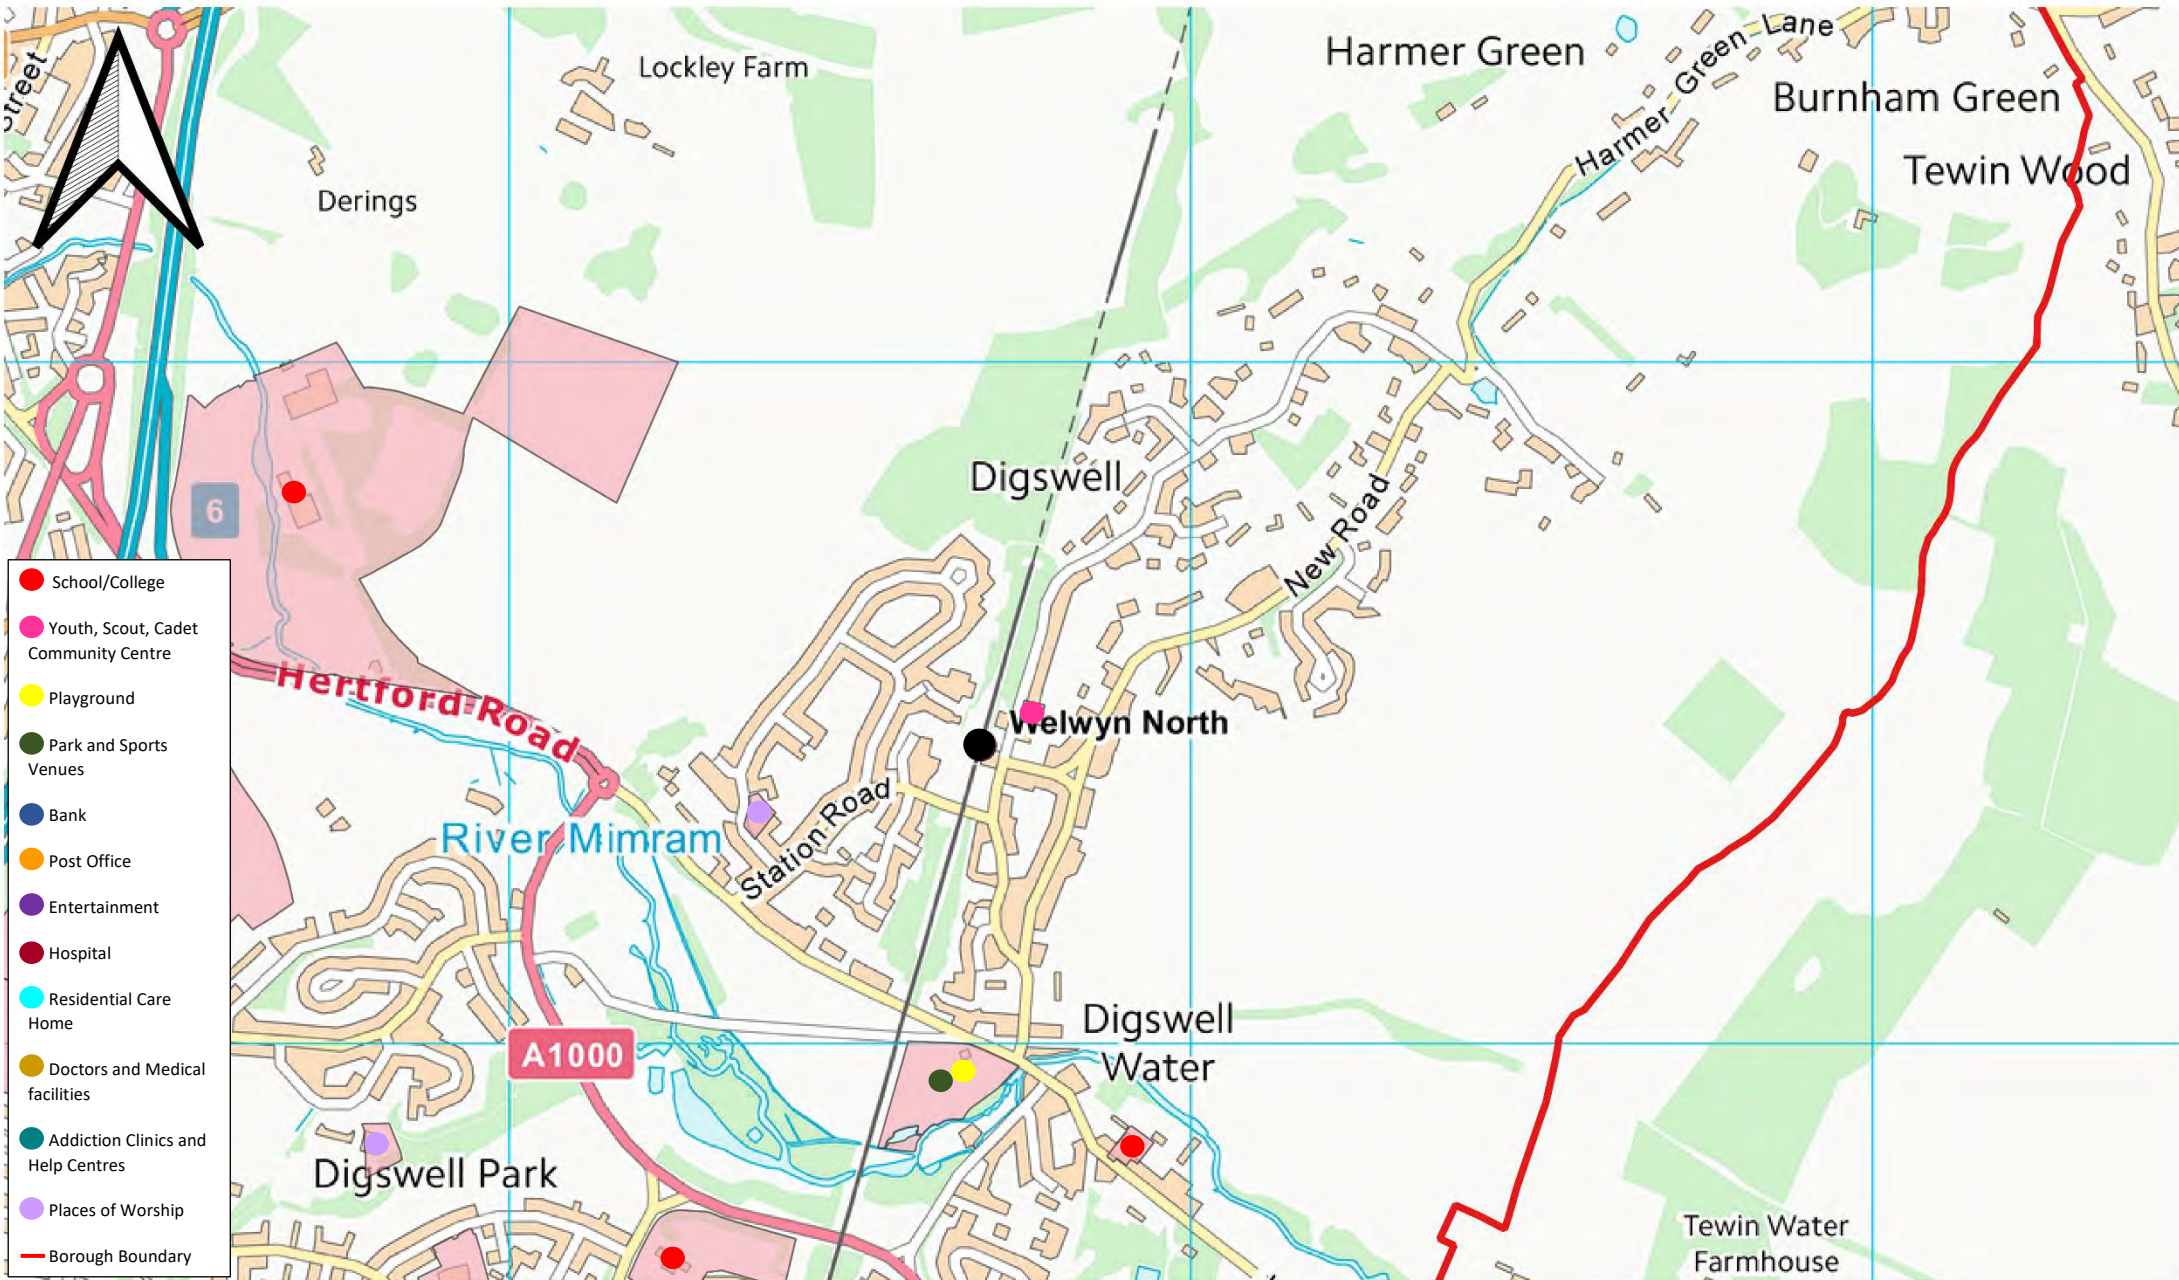 Street
Lockley Farm
Harmer Green
Harmer Green Lane
Burnham Green
Tewin Wood
Derings
Digswell
6
New Road
Hertford Road
Welwyn North
Station Road
River Mimram
A1000
Digswell
Water
Digswell Park
Tewin Water
Farmhouse
School/College
Youth, Scout, Cadet
Community Centre
Playground
Park and Sports
Venues
Bank
Post Office
Entertainment
Hospital
Residential Care
Home
Doctors and Medical
facilities
Addiction Clinics and
Help Centres
Places of Worship
Borough Boundary